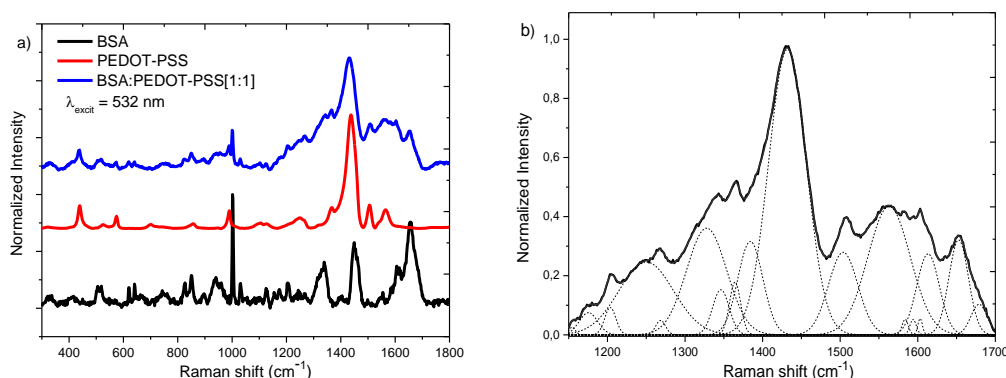 a)
BSA
PEDOT-PSS
BSA:PEDOT-PSS[1:1]
λexcit = 532 nm
Normalized Intensity
400 600 800 1000 1200 1400 1600 1800
Raman shift (cm-1)
b)
1,0
0,8
0,6
0,4
0,2
0,0
Normalized Intensity
1200 1300 1400 1500 1600 1700
Raman shift (cm-1)